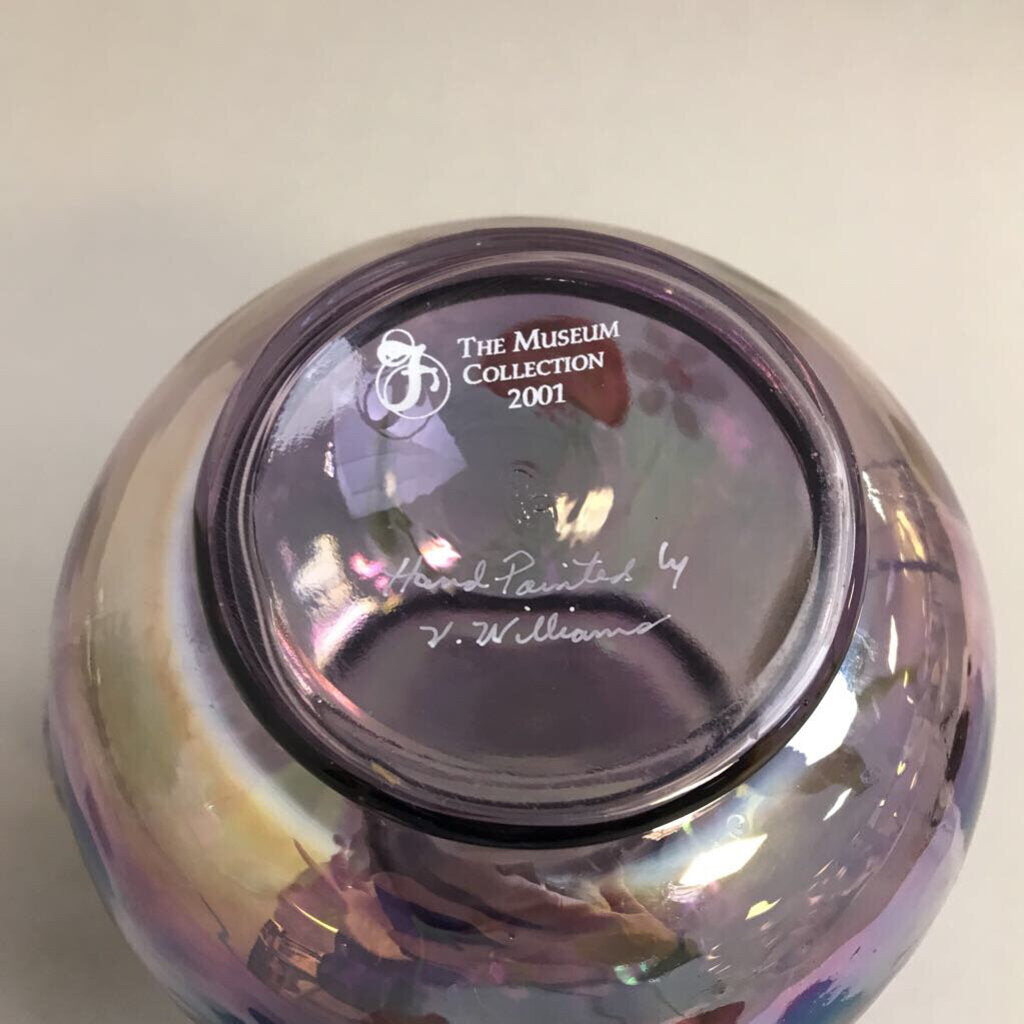 THE MUSEUM
COLLECTION
2001
Hand Painted by
V. Williams